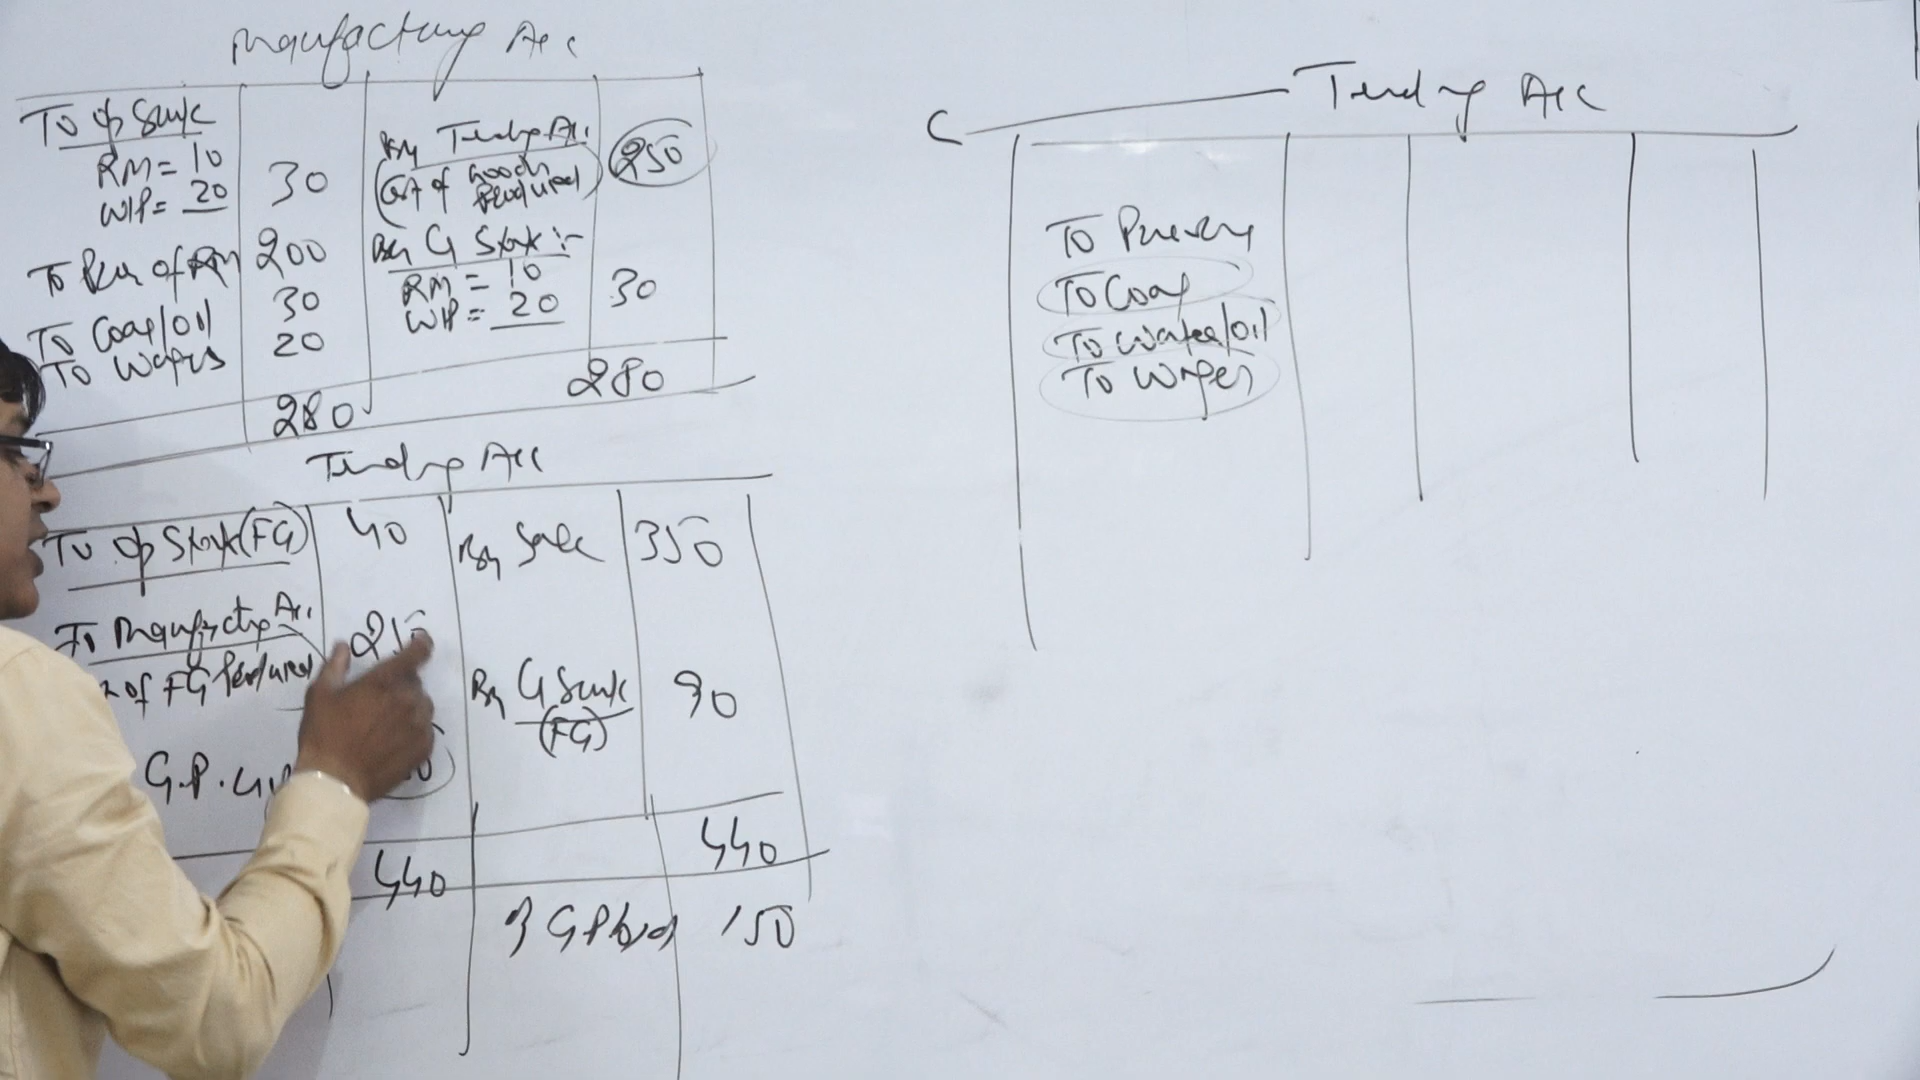 Manufacturing A/c
To Op Stock
RM = 10
WIP = 20
30
By Trading A/c.
(Cost of Goods
Produced)
250
To Pur of RM
200
By Cl Stock :-
RM = 10
WIP = 20
30
To Coal/Oil
30
To Wages
20
280
280
Trading A/c
To Op Stock (FG)
40
By Sale
350
To Manufacting A/c.
of FG Produced
250
By Cl Stock
(FG)
90
G.P.
440
440
G P b/d
150
Trading A/c
To Purchase
To Coal
To Water/Oil
To Wages